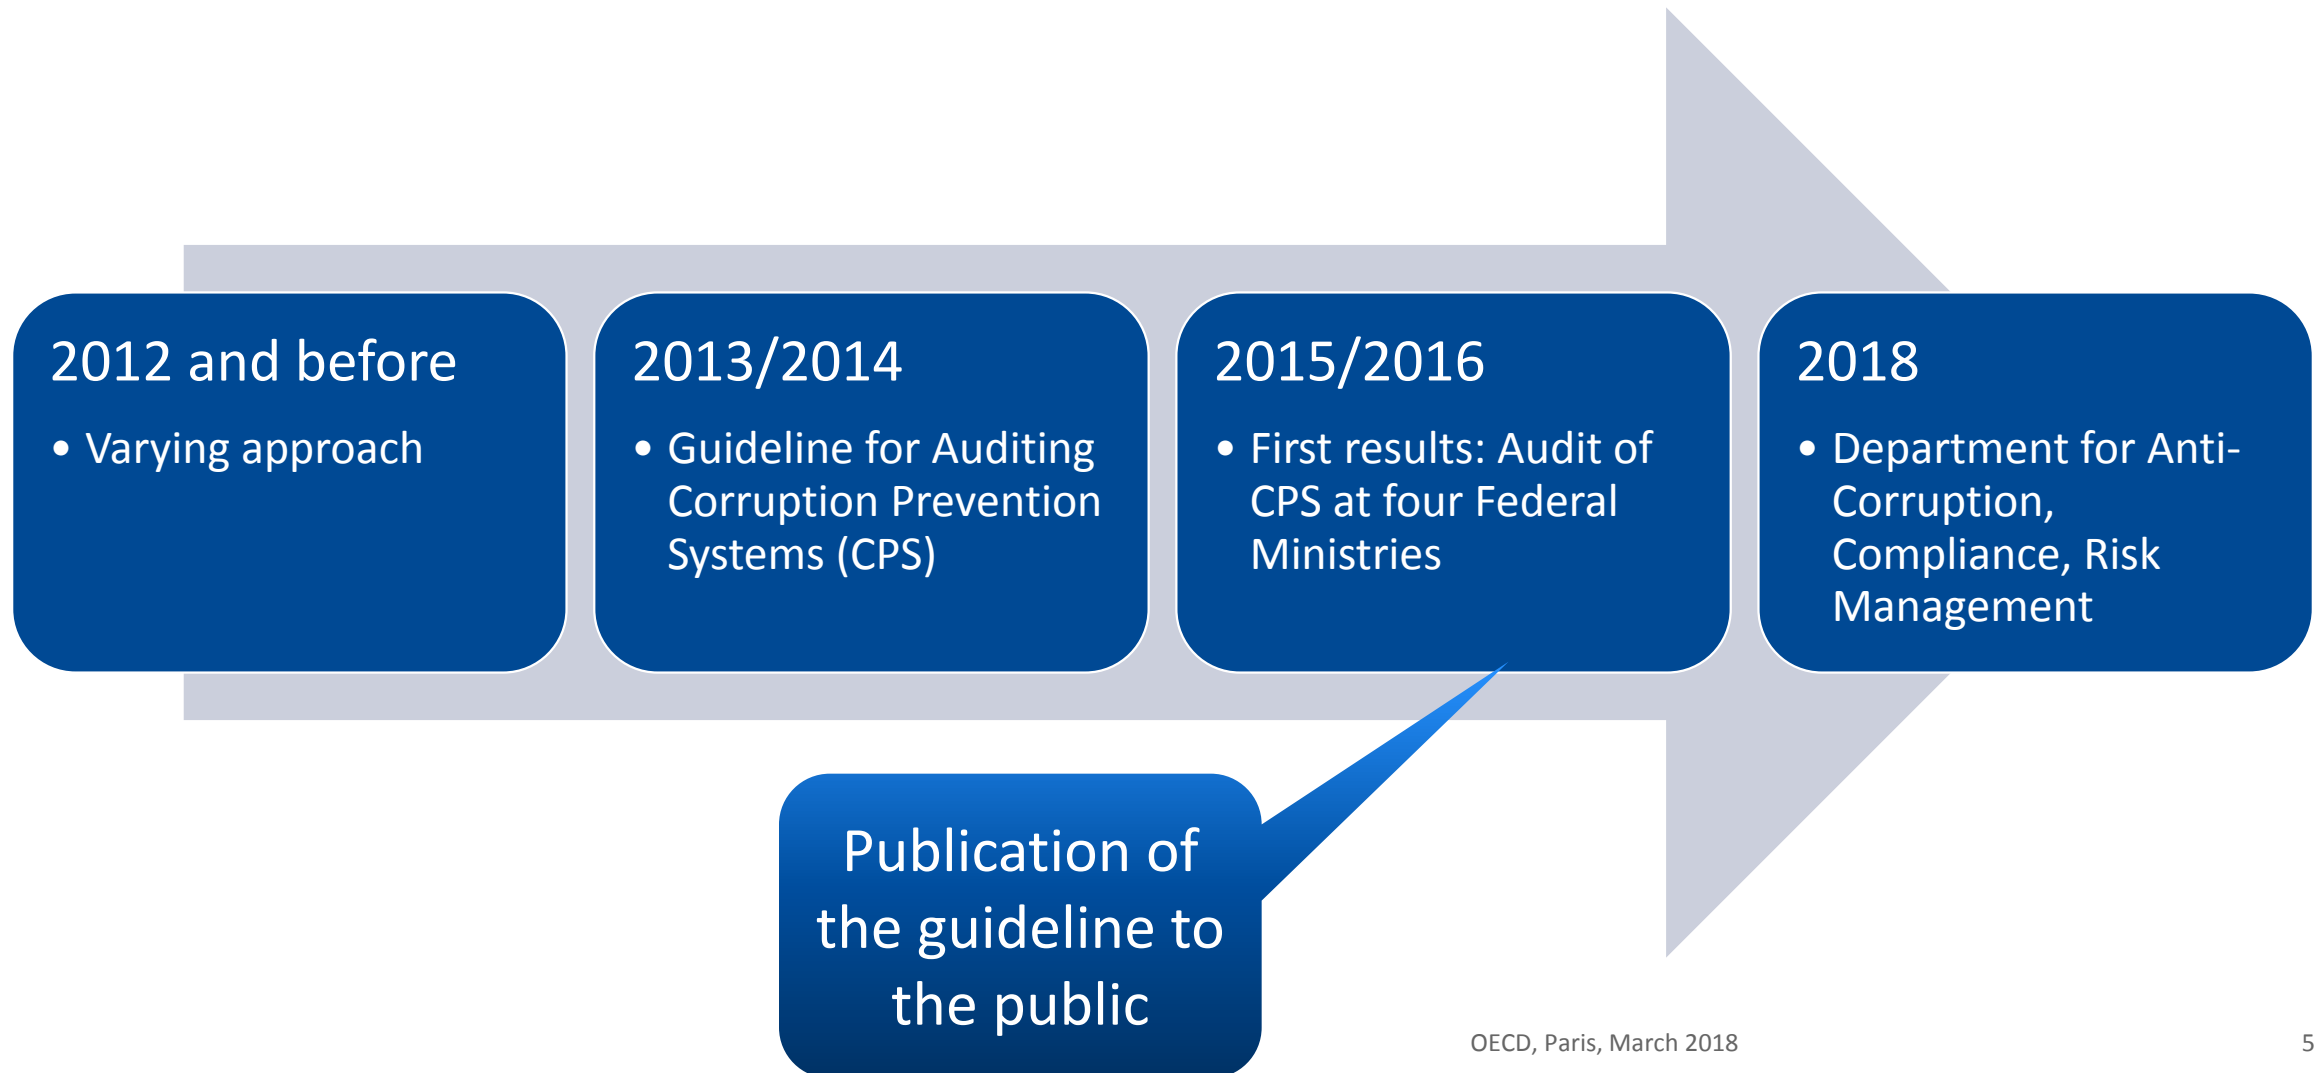 2012 and before
• Varying approach
2013/2014
• Guideline for Auditing
Corruption Prevention
Systems (CPS)
2015/2016
• First results: Audit of
CPS at four Federal
Ministries
2018
• Department for Anti-
Corruption,
Compliance, Risk
Management
Publication of
the guideline to
the public
OECD, Paris, March 2018
5